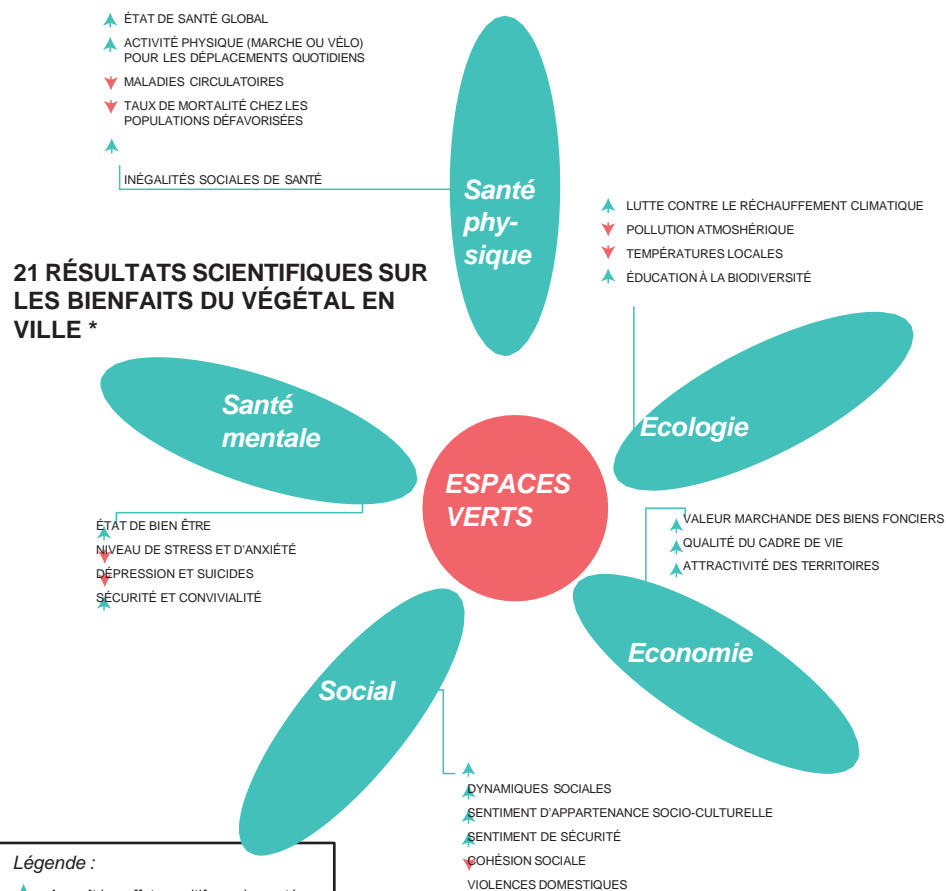 ÉTAT DE SANTÉ GLOBAL
ACTIVITÉ PHYSIQUE (MARCHE OU VÉLO)
POUR LES DÉPLACEMENTS QUOTIDIENS
MALADIES CIRCULATOIRES
TAUX DE MORTALITÉ CHEZ LES
POPULATIONS DÉFAVORISÉES
INÉGALITÉS SOCIALES DE SANTÉ
Santé
phy-
sique
LUTTE CONTRE LE RÉCHAUFFEMENT CLIMATIQUE
POLLUTION ATMOSHÉRIQUE
TEMPÉRATURES LOCALES
ÉDUCATION À LA BIODIVERSITÉ
21 RÉSULTATS SCIENTIFIQUES SUR
LES BIENFAITS DU VÉGÉTAL EN
VILLE *
Santé
mentale
Ecologie
ESPACES
VERTS
ÉTAT DE BIEN ÊTRE
NIVEAU DE STRESS ET D'ANXIÉTÉ
DÉPRESSION ET SUICIDES
SÉCURITÉ ET CONVIVIALITÉ
VALEUR MARCHANDE DES BIENS FONCIERS
QUALITÉ DU CADRE DE VIE
ATTRACTIVITÉ DES TERRITOIRES
Economie
Social
DYNAMIQUES SOCIALES
SENTIMENT D'APPARTENANCE SOCIO-CULTURELLE
SENTIMENT DE SÉCURITÉ
COHÉSION SOCIALE
VIOLENCES DOMESTIQUES
Légende :